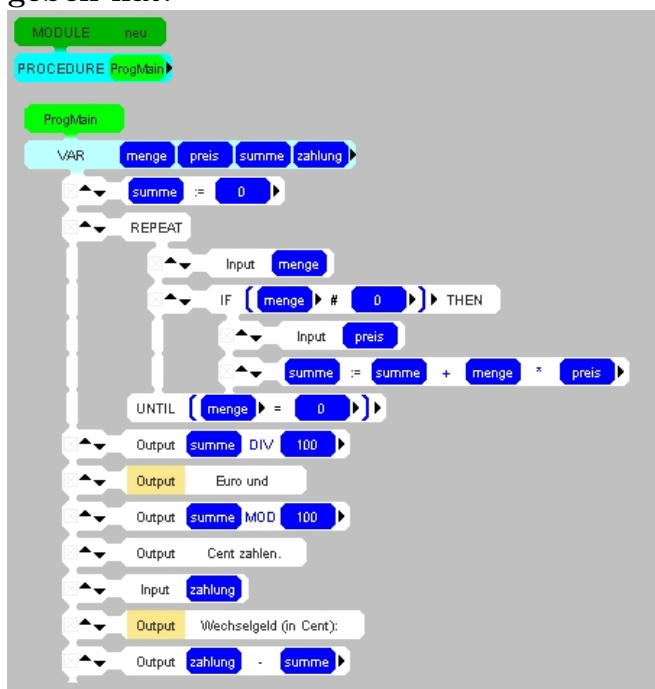 MODULE neu
PROCEDURE ProgMain
ProgMain
VAR menge preis summe zahlung
summe := 0
REPEAT
Input menge
IF ( menge # 0 ) THEN
Input preis
summe := summe + menge * preis
UNTIL ( menge = 0 )
Output summe DIV 100
Output Euro und
Output summe MOD 100
Output Cent zahlen.
Input zahlung
Output Wechselgeld (in Cent):
Output zahlung - summe